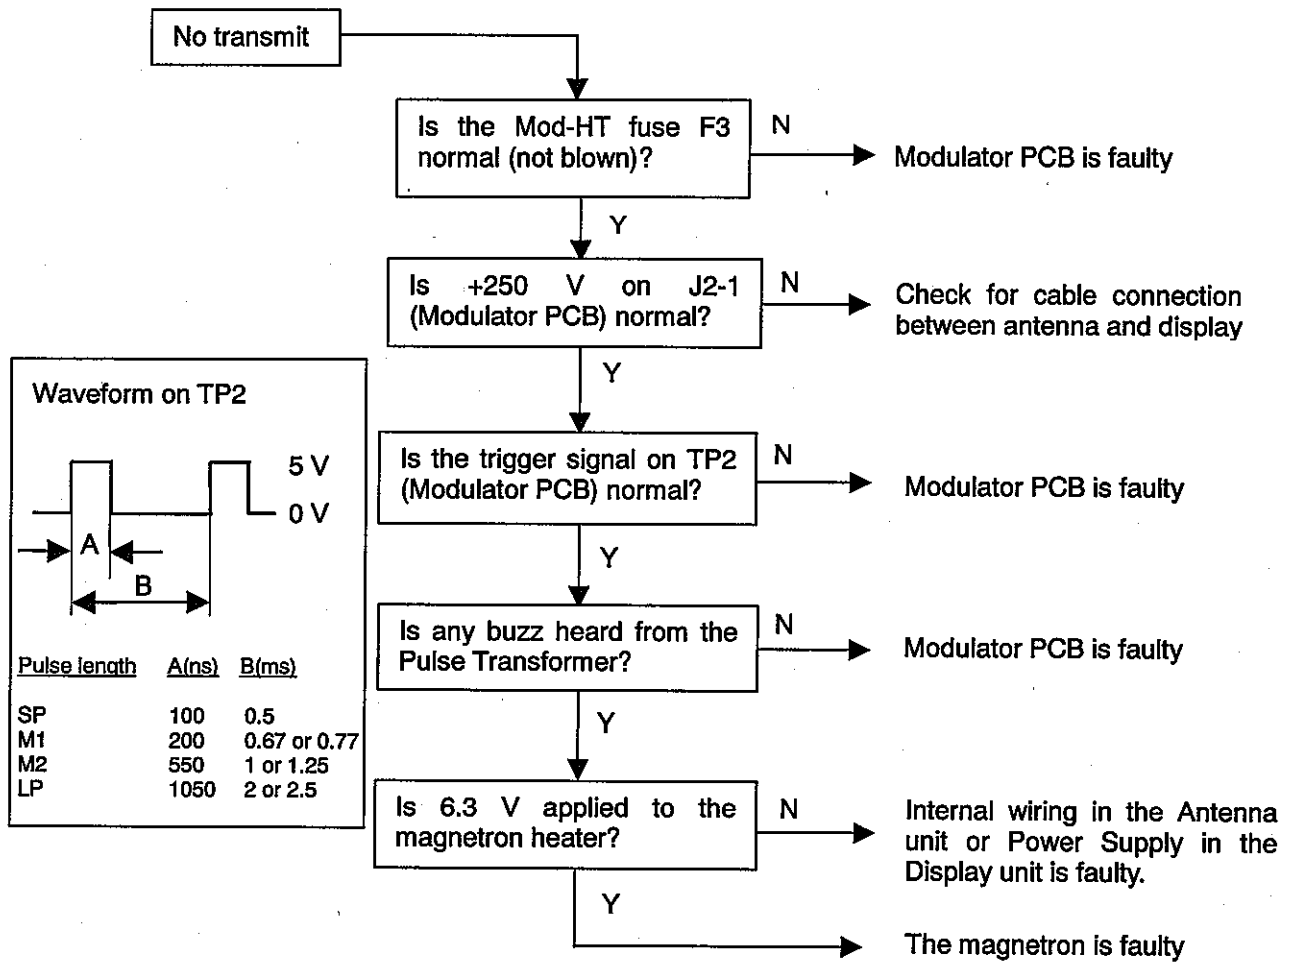 No transmit
Is the Mod-HT fuse F3
normal (not blown)?
N
Modulator PCB is faulty
Y
Is +250 V on J2-1
(Modulator PCB) normal?
N
Check for cable connection
between antenna and display
Y
Is the trigger signal on TP2
(Modulator PCB) normal?
N
Modulator PCB is faulty
Y
Is any buzz heard from the
Pulse Transformer?
N
Modulator PCB is faulty
Y
Is 6.3 V applied to the
magnetron heater?
N
Internal wiring in the Antenna
unit or Power Supply in the
Display unit is faulty.
Y
The magnetron is faulty
Waveform on TP2
5 V
0 V
A
B
Pulse length A(ns) B(ms)
SP 100 0.5
M1 200 0.67 or 0.77
M2 550 1 or 1.25
LP 1050 2 or 2.5